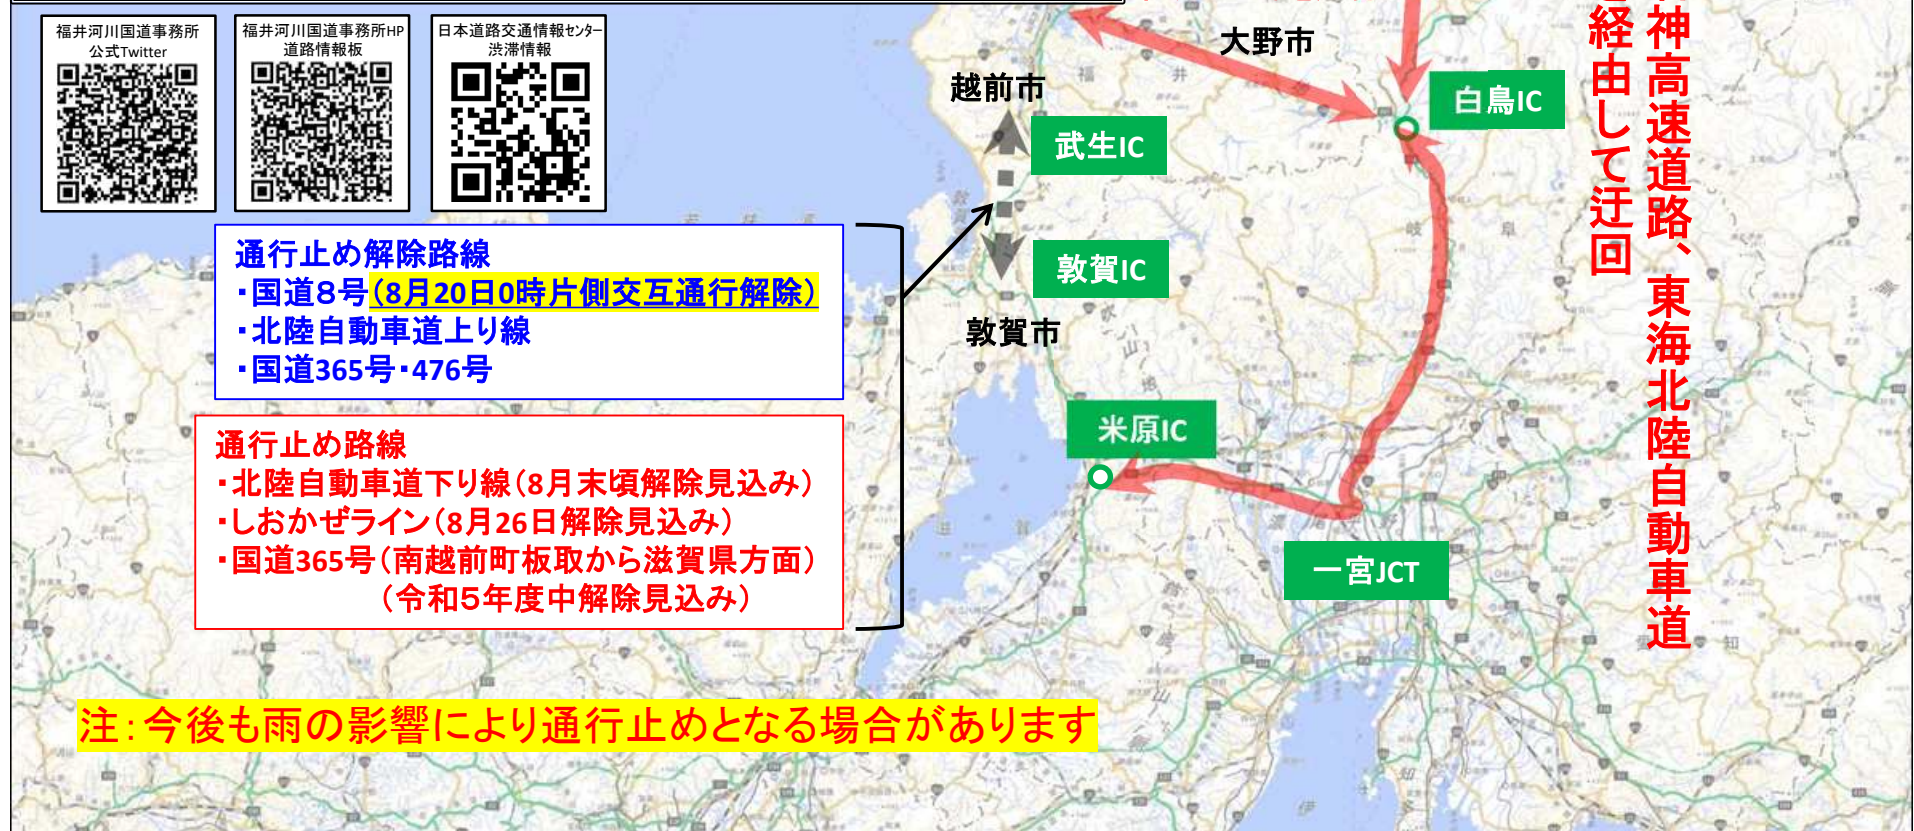 福井河川国道事務所
公式Twitter
福井河川国道事務所HP
道路情報板
日本道路交通情報センター
渋滞情報
大野市
越前市
福井
白鳥IC
武生IC
敦賀IC
敦賀市
岐阜
米原IC
滋賀
一宮JCT
愛知
通行止め解除路線
・国道8号(8月20日0時片側交互通行解除)
・北陸自動車道上り線
・国道365号・476号
通行止め路線
・北陸自動車道下り線(8月末頃解除見込み)
・しおかぜライン(8月26日解除見込み)
・国道365号(南越前町板取から滋賀県方面)
(令和5年度中解除見込み)
神高速道路、東海北陸自動車道
経由して迂回
注:今後も雨の影響により通行止めとなる場合があります